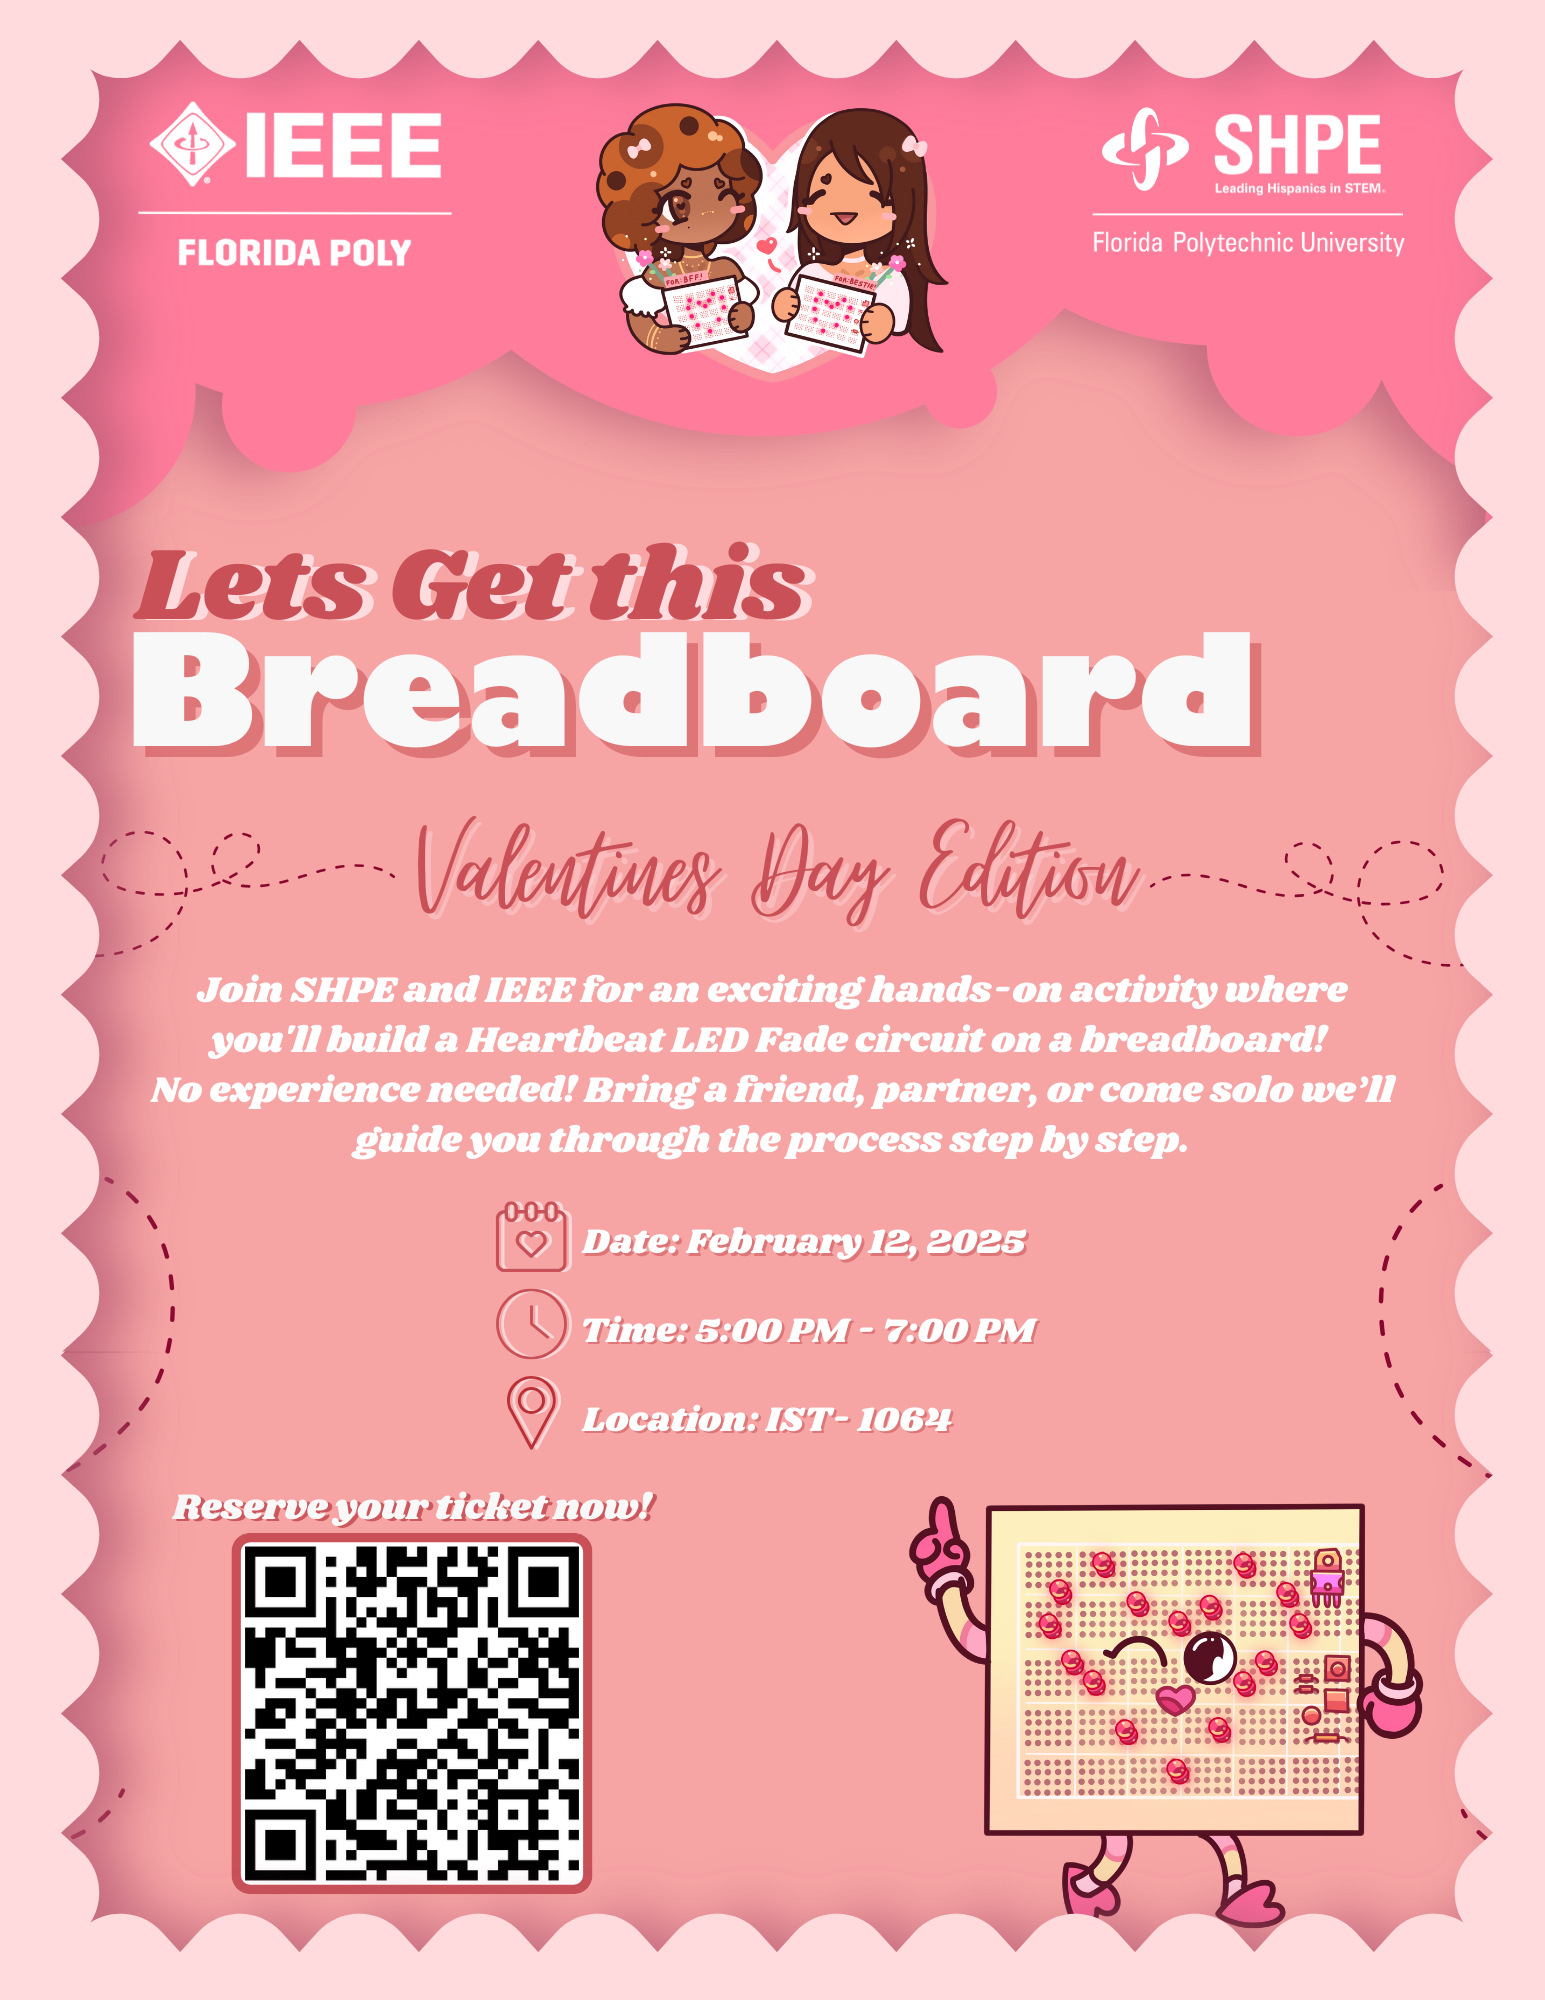 IEEE
FLORIDA POLY
FOR: BFF!
FOR: BESTIE!
SHPE
Leading Hispanics in STEM
Florida Polytechnic University
Lets Get this
Breadboard
Valentines Day Edition
Join SHPE and IEEE for an exciting hands-on activity where
you'll build a Heartbeat LED Fade circuit on a breadboard!
No experience needed! Bring a friend, partner, or come solo we’ll
guide you through the process step by step.
Date: February 12, 2025
Time: 5:00 PM - 7:00 PM
Location: IST- 1064
Reserve your ticket now!